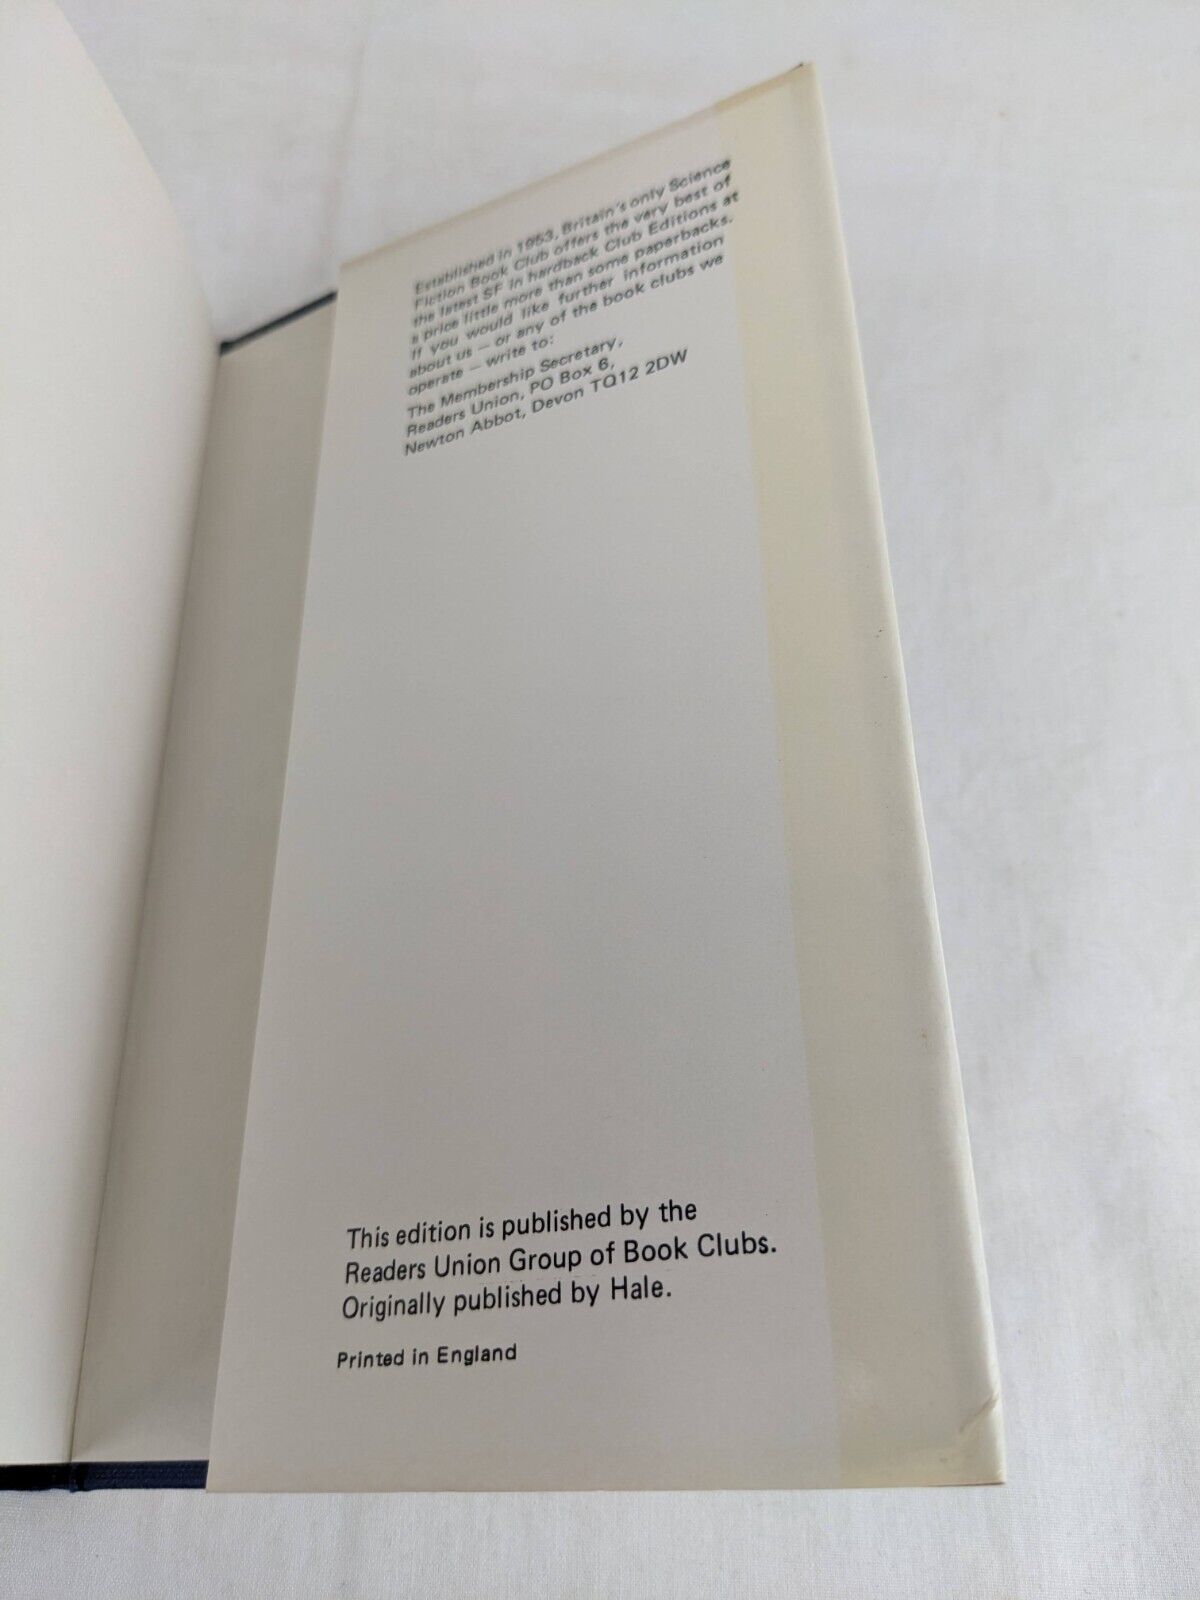 Established in 1953, Britain's only Science
Fiction Book Club offers the very best of
the latest SF in hardback Club Editions at
a price little more than some paperbacks.
If you would like further information
about us – or any of the book clubs we
operate – write to:
The Membership Secretary,
Readers Union, PO Box 6,
Newton Abbot, Devon TQ12 2DW
This edition is published by the
Readers Union Group of Book Clubs.
Originally published by Hale.
Printed in England